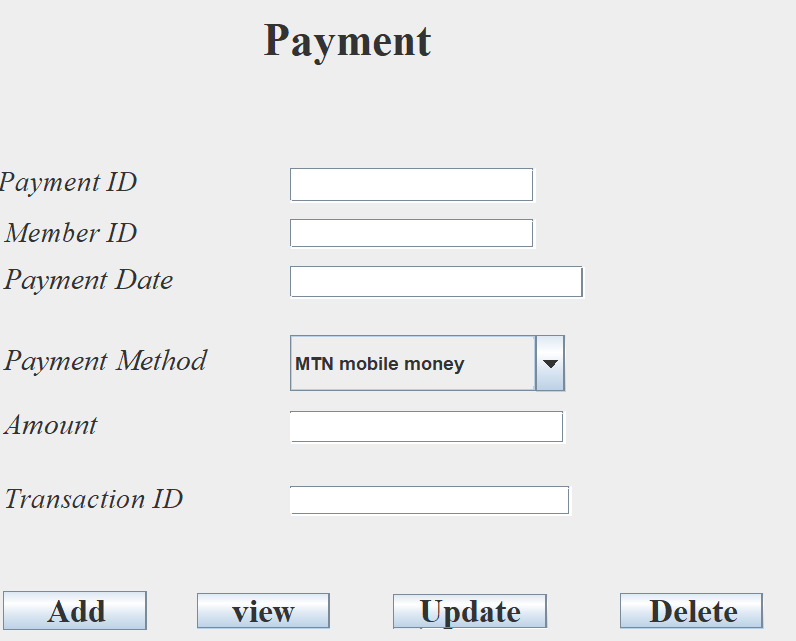 Payment
Payment ID
Member ID
Payment Date
Payment Method MTN mobile money
Amount
Transaction ID
Add view Update Delete